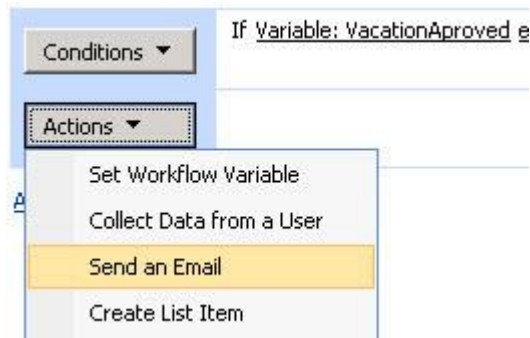 Conditions
If Variable: VacationAproved e
Actions
Set Workflow Variable
Collect Data from a User
Send an Email
Create List Item